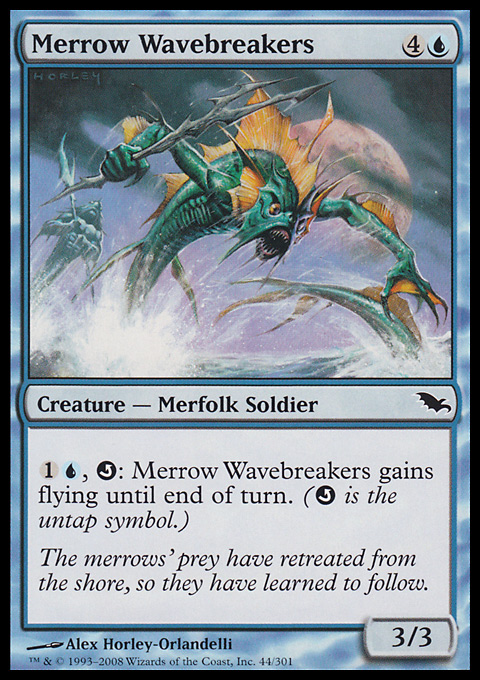 Merrow Wavebreakers 4
HORLEY
Creature — Merfolk Soldier
1 , : Merrow Wavebreakers gains
flying until end of turn. ( is the
untap symbol.)
The merrows' prey have retreated from
the shore, so they have learned to follow.
3/3
Alex Horley-Orlandelli
™ & © 1993–2008 Wizards of the Coast, Inc. 44/301